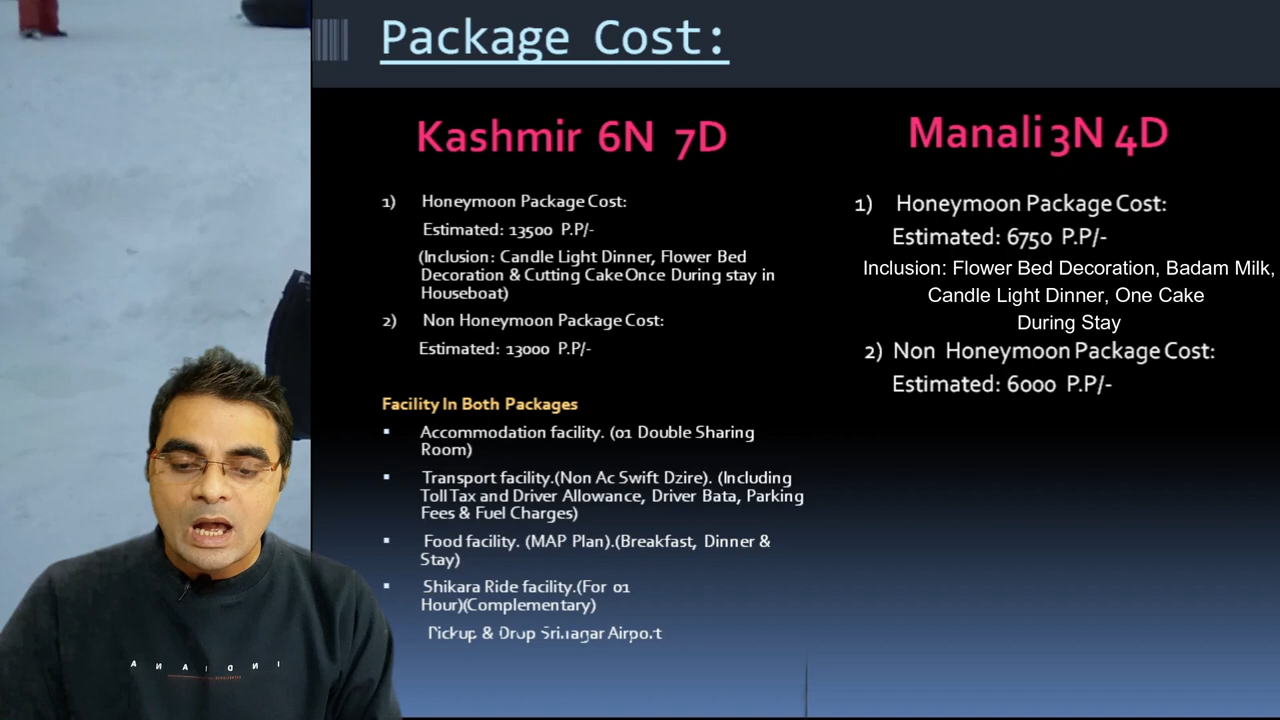 Package Cost:
Kashmir 6N 7D
1) Honeymoon Package Cost:
Estimated: 13500 P.P/-
(Inclusion: Candle Light Dinner, Flower Bed
Decoration & Cutting Cake Once During stay in
Houseboat)
2) Non Honeymoon Package Cost:
Estimated: 13000 P.P/-
Facility In Both Packages
▪ Accommodation facility. (01 Double Sharing
Room)
▪ Transport facility.(Non Ac Swift Dzire). (Including
Toll Tax and Driver Allowance, Driver Bata, Parking
Fees & Fuel Charges)
▪ Food facility. (MAP Plan).(Breakfast, Dinner &
Stay)
▪ Shikara Ride facility.(For 01
Hour)(Complementary)
Pickup & Drop Srinagar Airport
Manali 3N 4D
1) Honeymoon Package Cost:
Estimated: 6750 P.P/-
Inclusion: Flower Bed Decoration, Badam Milk,
Candle Light Dinner, One Cake
During Stay
2) Non Honeymoon Package Cost:
Estimated: 6000 P.P/-
ANAIDNI